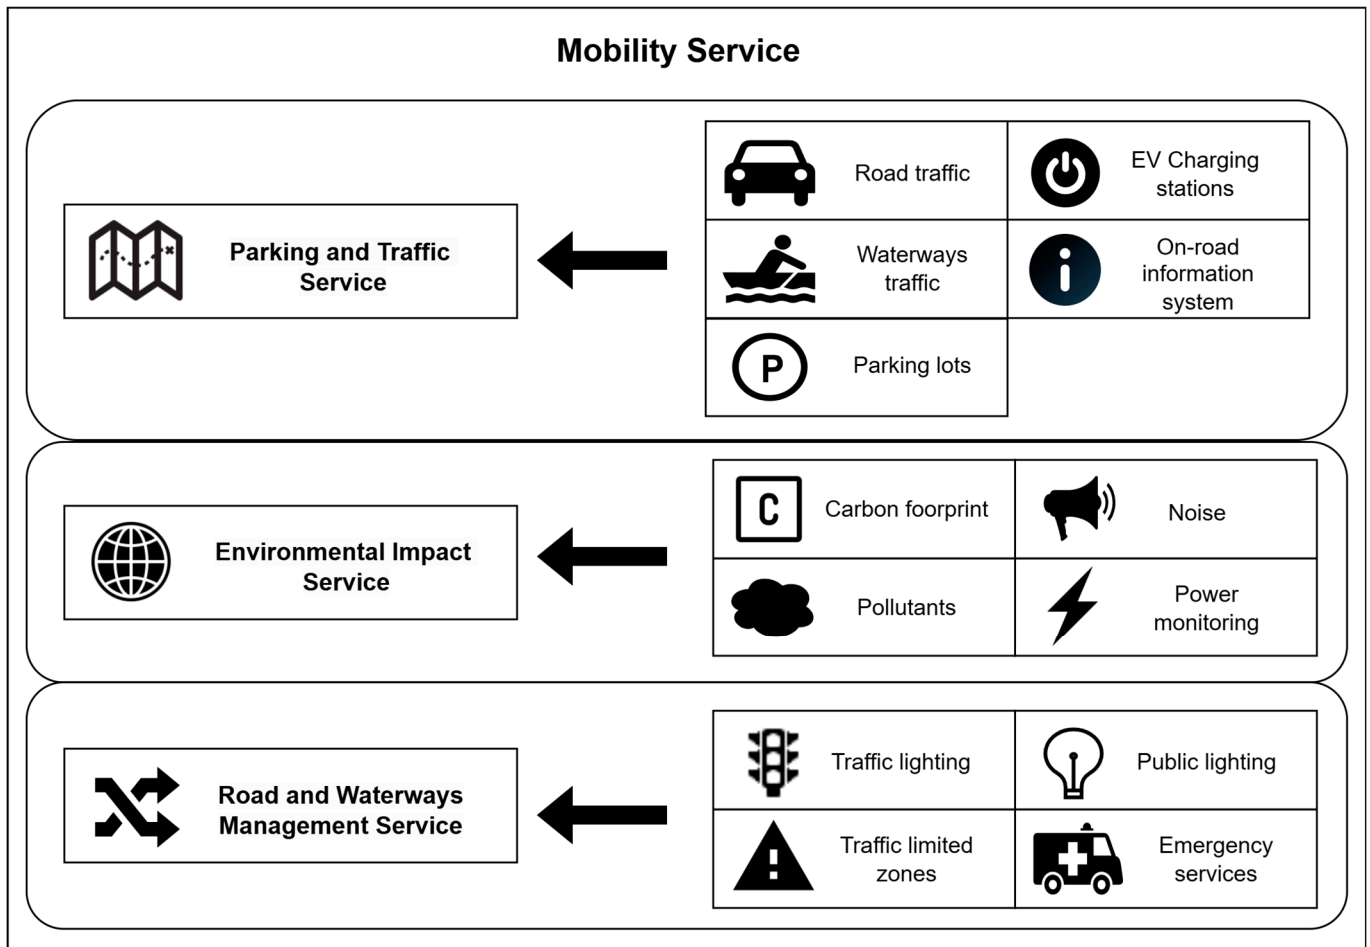 Mobility Service
Parking and Traffic
Service
Road traffic
EV Charging
stations
Waterways
traffic
On-road
information
system
P
Parking lots
Environmental Impact
Service
C
Carbon foorprint
Noise
Pollutants
Power
monitoring
Road and Waterways
Management Service
Traffic lighting
Public lighting
Traffic limited
zones
Emergency
services